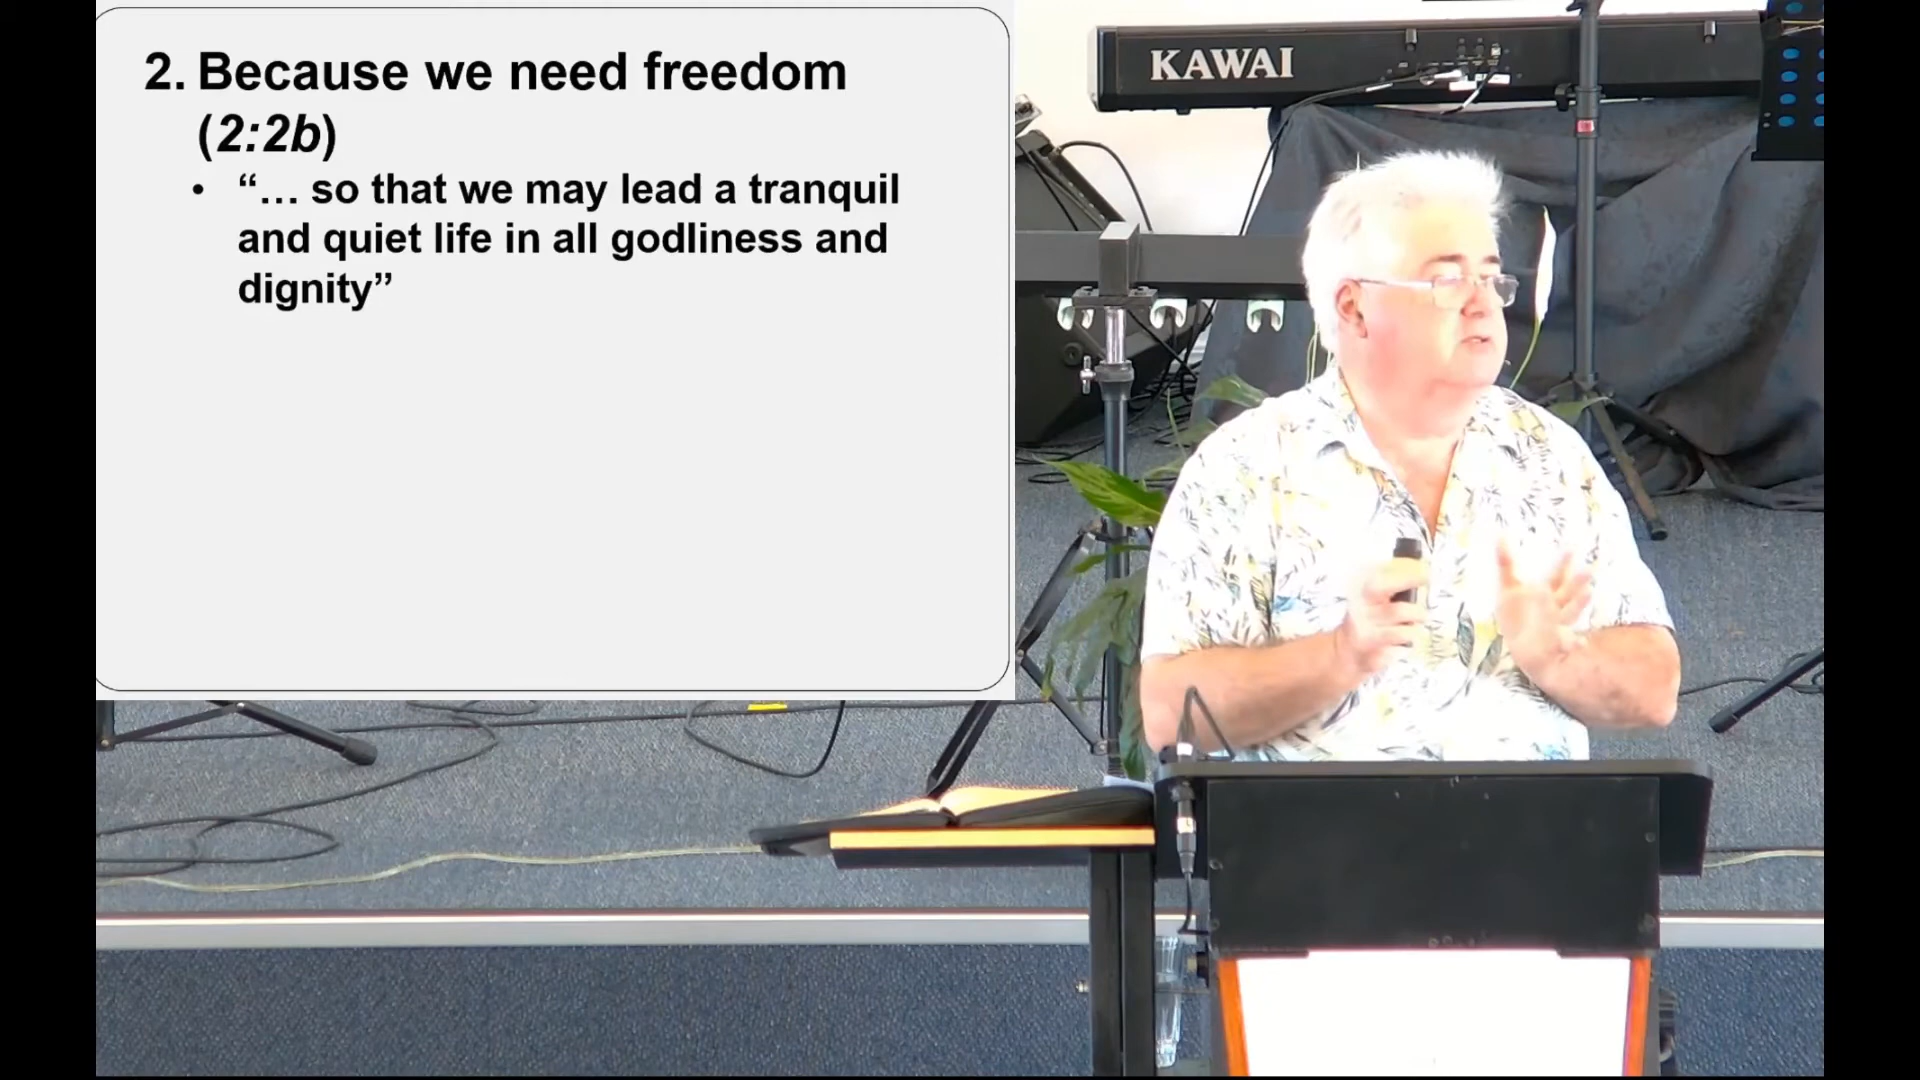 2. Because we need freedom
(2:2b)
• “… so that we may lead a tranquil
and quiet life in all godliness and
dignity”
KAWAI